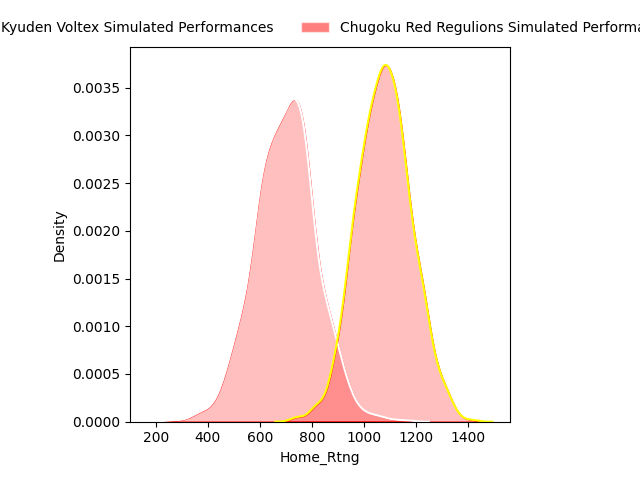 Kyuden Voltex Simulated Performances Chugoku Red Regulions Simulated Performa
0.0035
0.0030
0.0025
0.0020
0.0015
0.0010
0.0005
0.0000
Density
200 400 600 800 1000 1200 1400
Home_Rtng